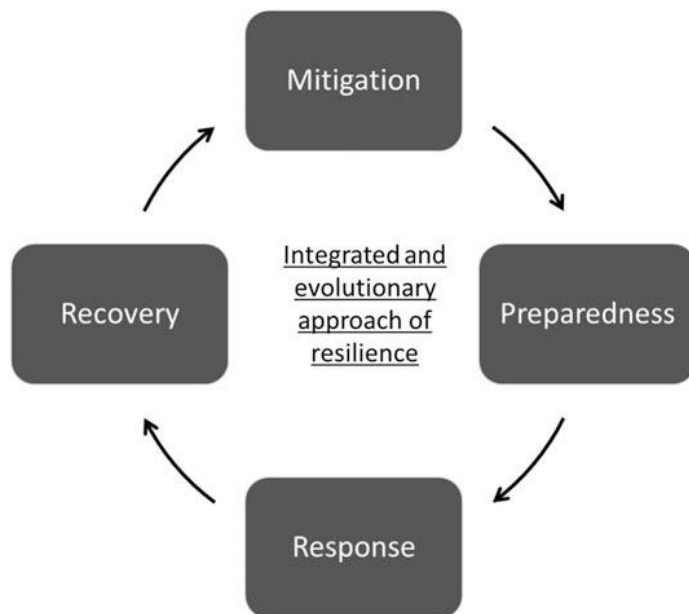 Mitigation
Integrated and
evolutionary
approach of
resilience
Recovery
Preparedness
Response